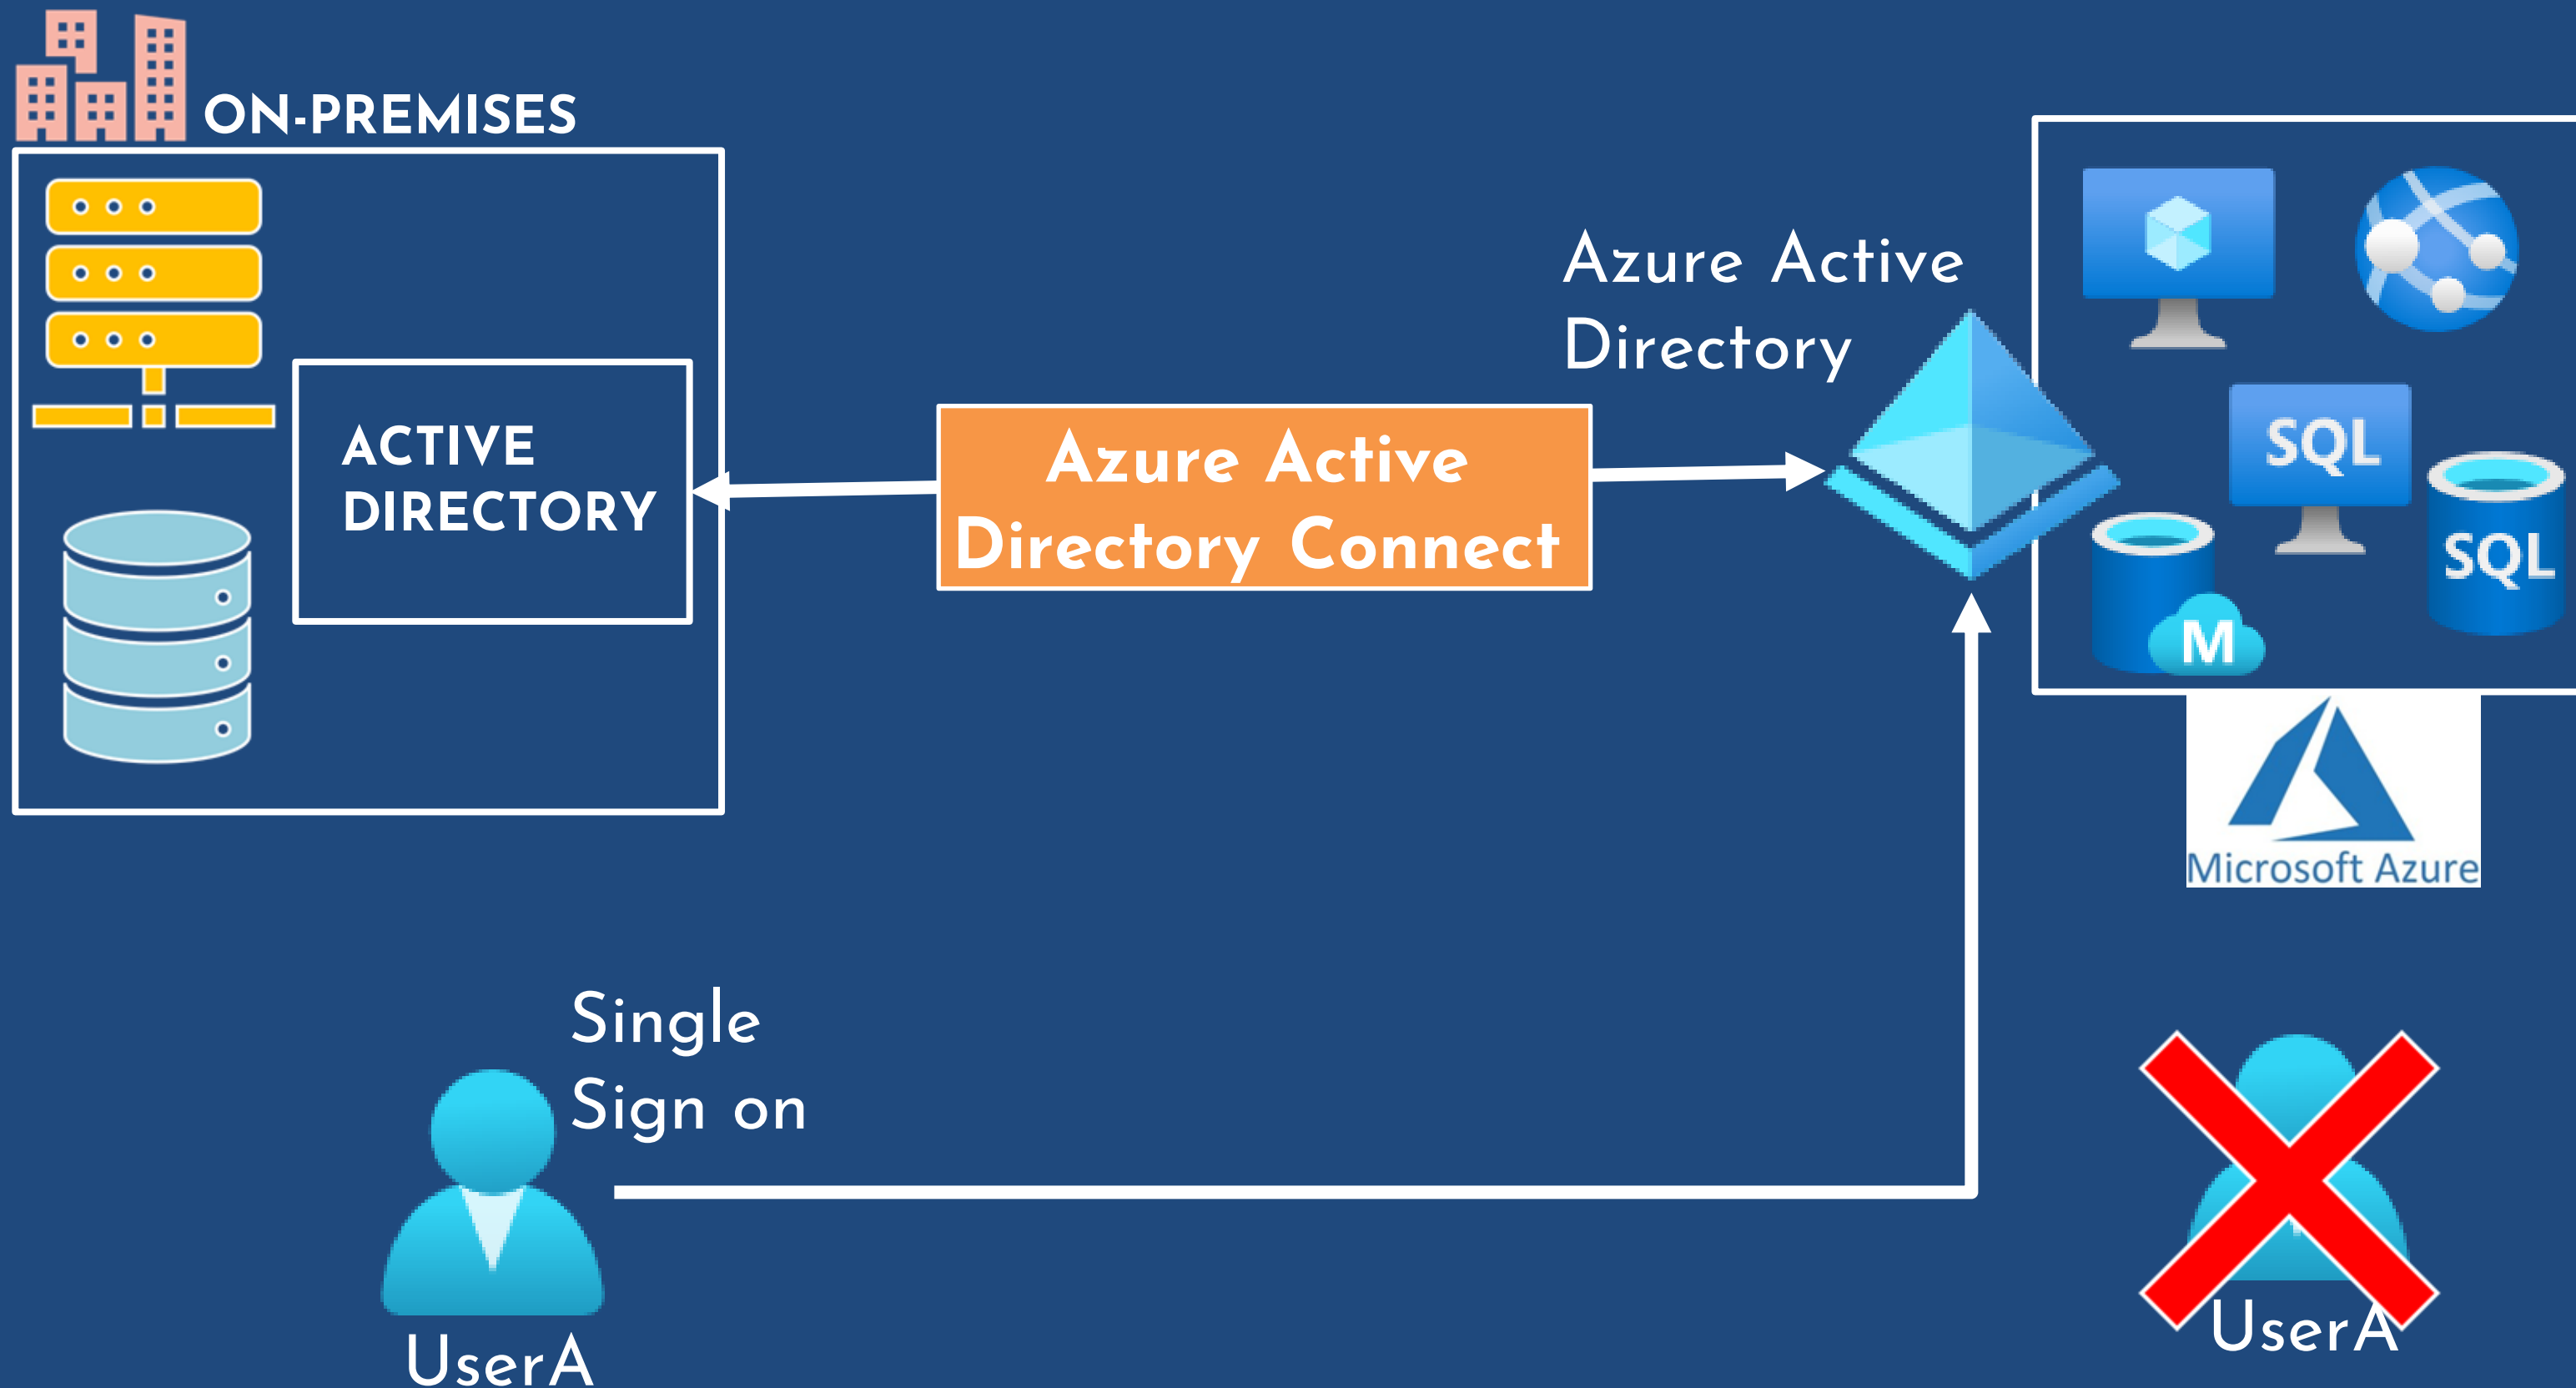 ON-PREMISES
ACTIVE
DIRECTORY
Azure Active
Directory Connect
Azure Active
Directory
SQL
SQL
M
Microsoft Azure
Single
Sign on
UserA
UserA